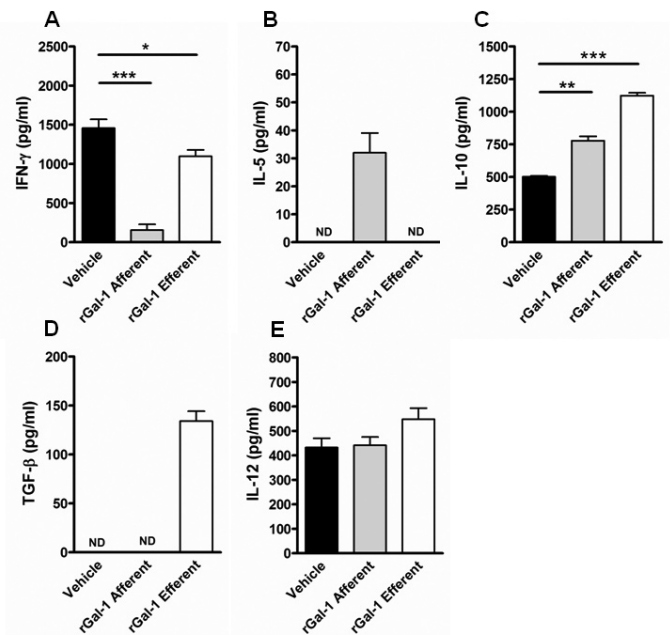 A
IFN-γ (pg/ml)
2500
2000
1500
1000
500
0
*
***
Vehicle
rGal-1 Afferent
rGal-1 Efferent
B
IL-5 (pg/ml)
70
60
50
40
30
20
10
0
ND
ND
Vehicle
rGal-1 Afferent
rGal-1 Efferent
C
IL-10 (pg/ml)
1500
1250
1000
750
500
250
0
***
**
Vehicle
rGal-1 Afferent
rGal-1 Efferent
D
TGF-β (pg/ml)
200
150
100
50
0
ND
ND
Vehicle
rGal-1 Afferent
rGal-1 Efferent
E
IL-12 (pg/ml)
800
700
600
500
400
300
200
100
0
Vehicle
rGal-1 Afferent
rGal-1 Efferent